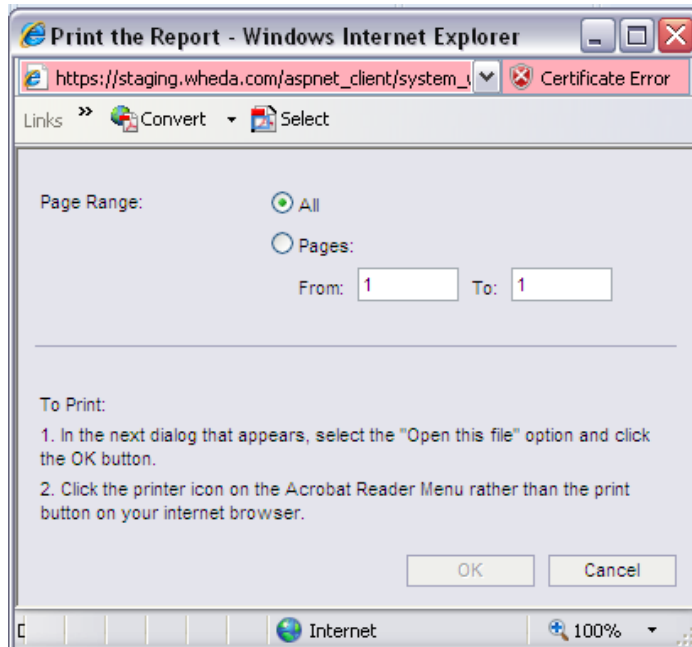 Print the Report - Windows Internet Explorer
https://staging.wheda.com/aspnet_client/system_ Certificate Error
Links » Convert Select
Page Range: All
Pages:
From: 1 To: 1
To Print:
1. In the next dialog that appears, select the "Open this file" option and click
the OK button.
2. Click the printer icon on the Acrobat Reader Menu rather than the print
button on your internet browser.
OK Cancel
Internet 100%